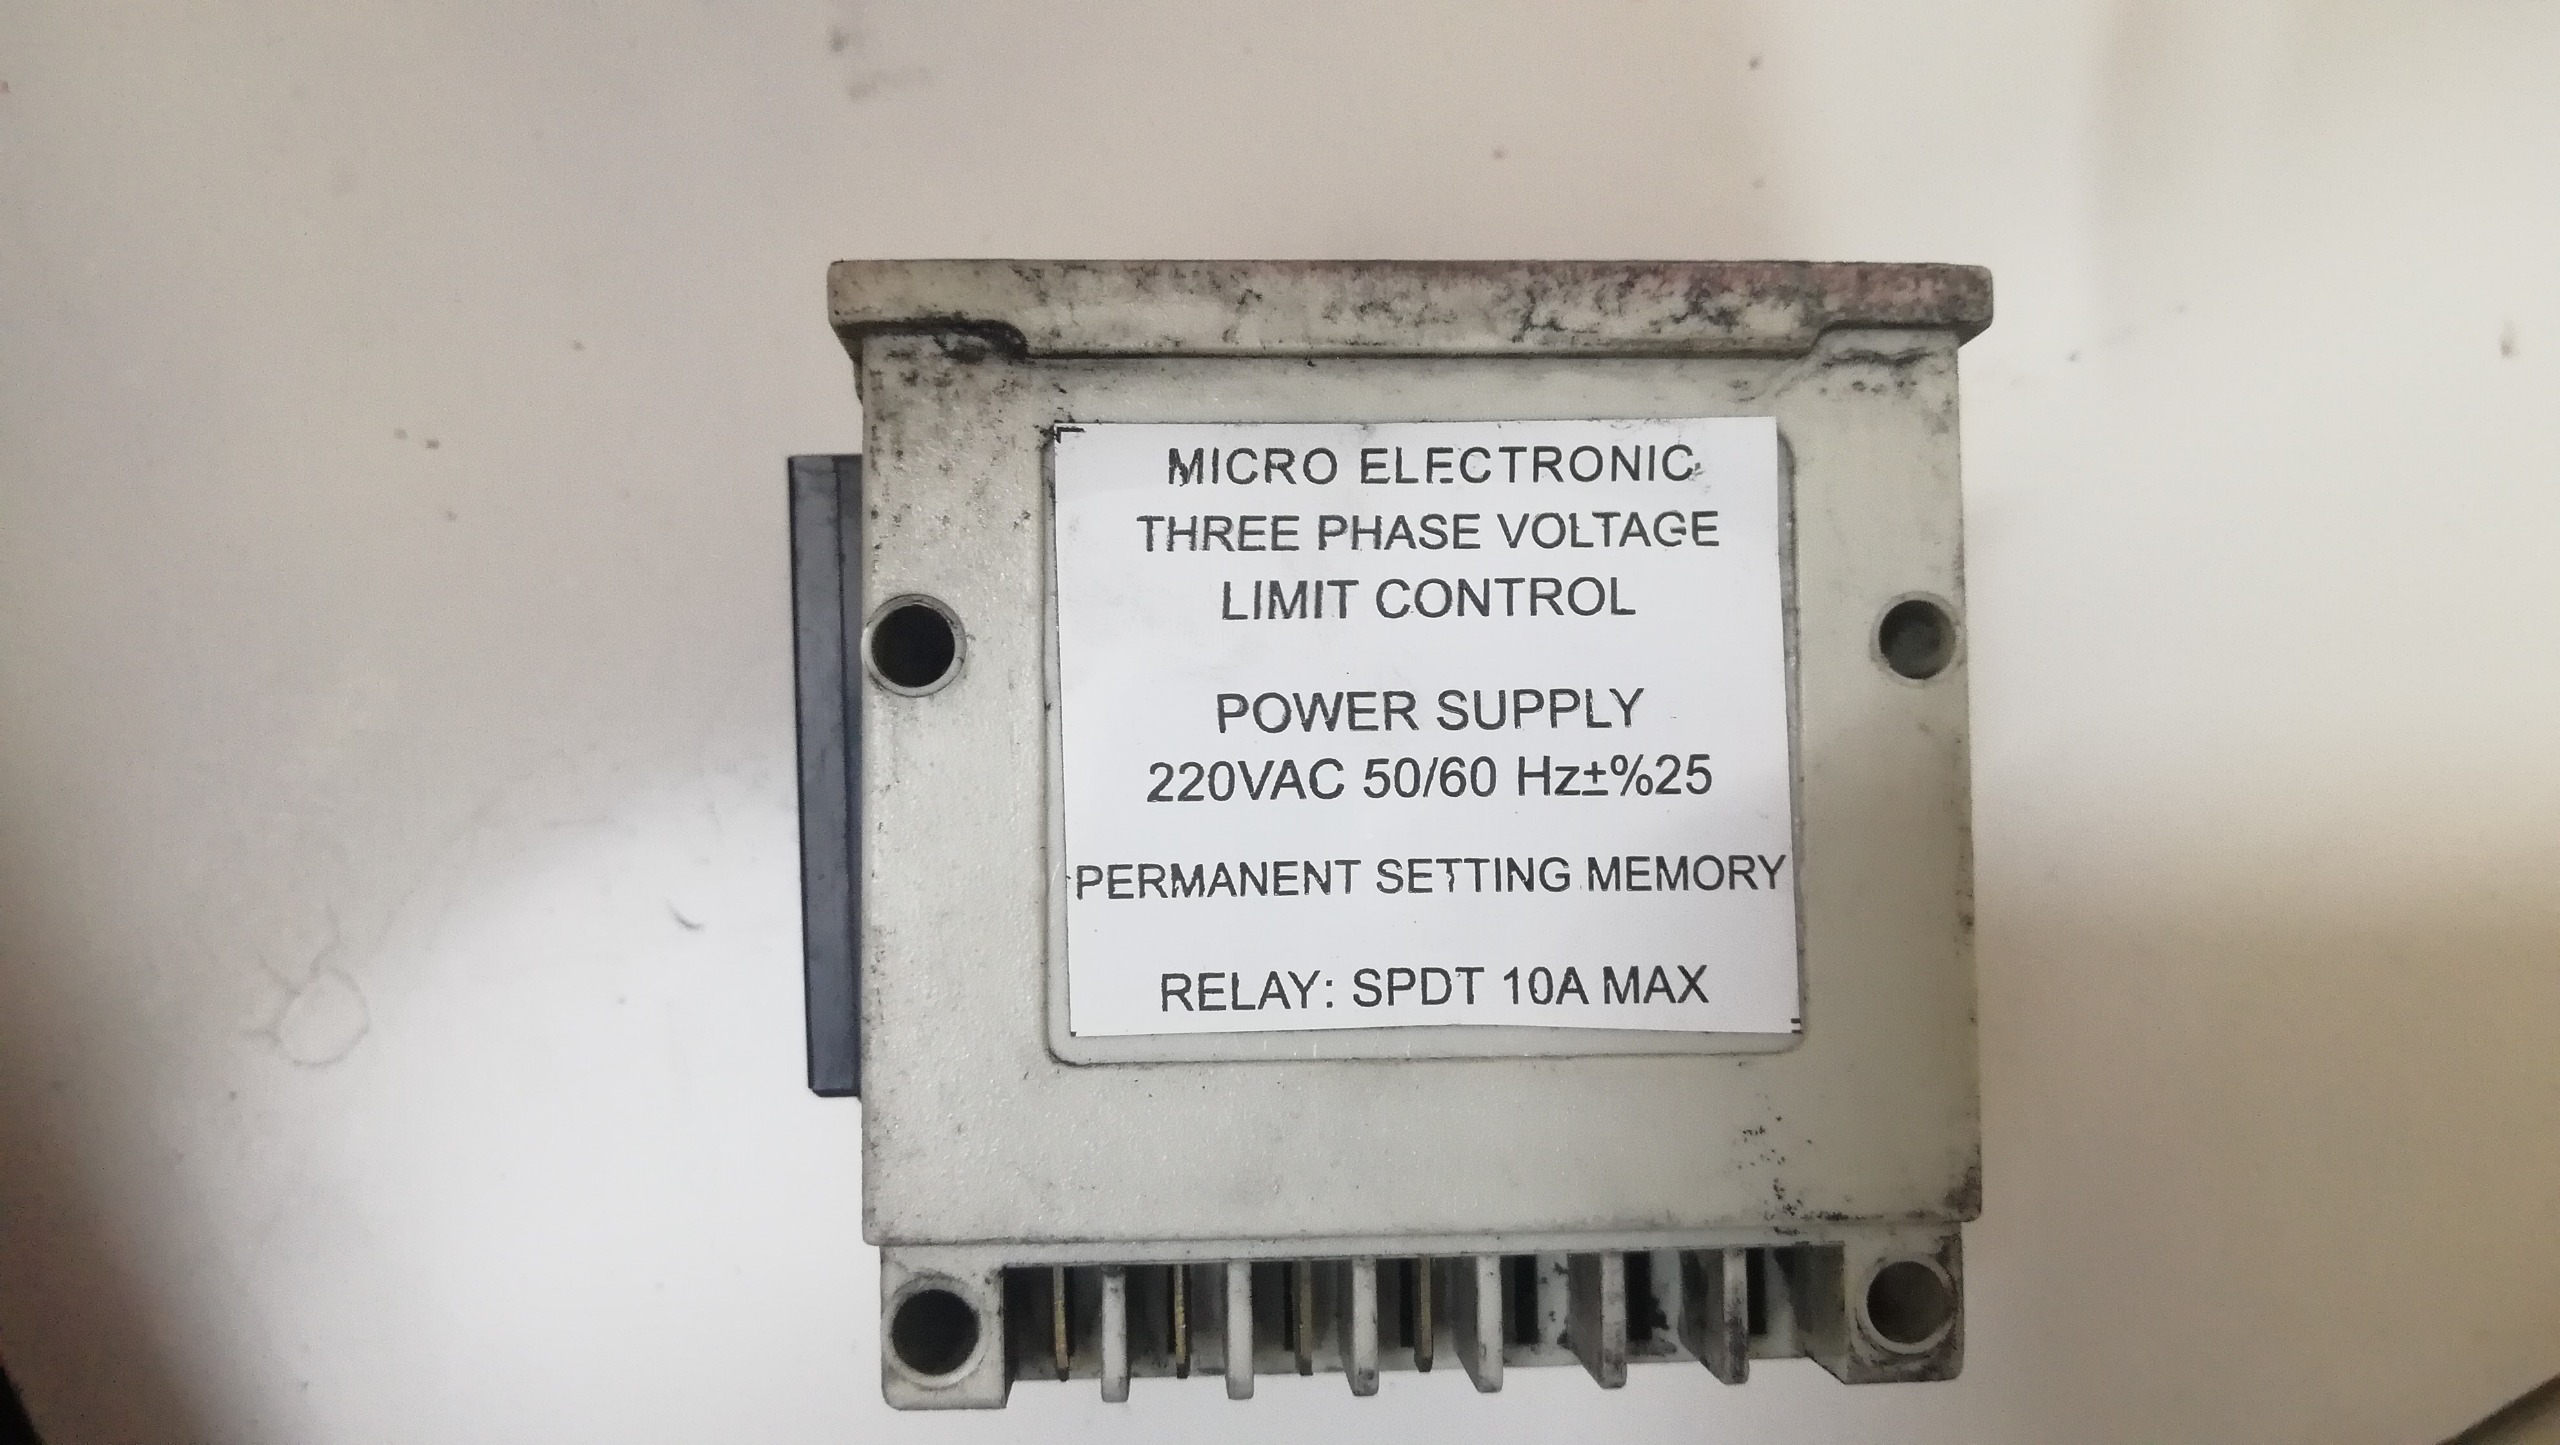 MICRO ELECTRONIC
THREE PHASE VOLTAGE
LIMIT CONTROL
POWER SUPPLY
220VAC 50/60 Hz±%25
PERMANENT SETTING MEMORY
RELAY: SPDT 10A MAX